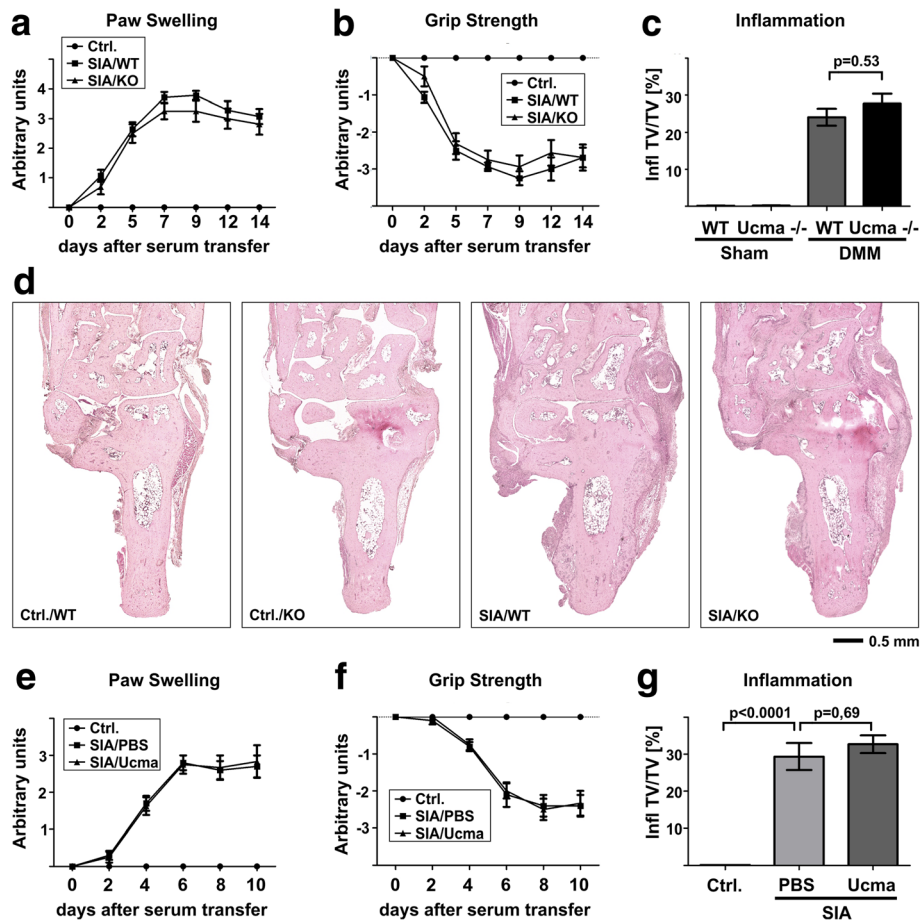 a
Paw Swelling
Ctrl.
SIA/WT
SIA/KO
Arbitrary units
5
4
3
2
1
0 2 5 7 9 12 14
days after serum transfer
b
Grip Strength
Ctrl.
SIA/WT
SIA/KO
Arbitrary units
-1
-3
0 2 5 7 9 12 14
days after serum transfer
c
Inflammation
p=0.53
Infl TV/TV [%]
30
20
10
WT Ucma -/- WT Ucma -/-
Sham DMM
d
Ctrl./WT
Ctrl./KO
SIA/WT
SIA/KO
0.5 mm
e
Paw Swelling
Ctrl.
SIA/PBS
SIA/Ucma
Arbitrary units
3
2
1
0 2 4 6 8 10
days after serum transfer
f
Grip Strength
Ctrl.
SIA/PBS
SIA/Ucma
Arbitrary units
-1
-2
-3
0 2 4 6 8 10
days after serum transfer
g
Inflammation
p<0.0001 p=0,69
Infl TV/TV [%]
30
20
10
Ctrl. PBS Ucma
SIA